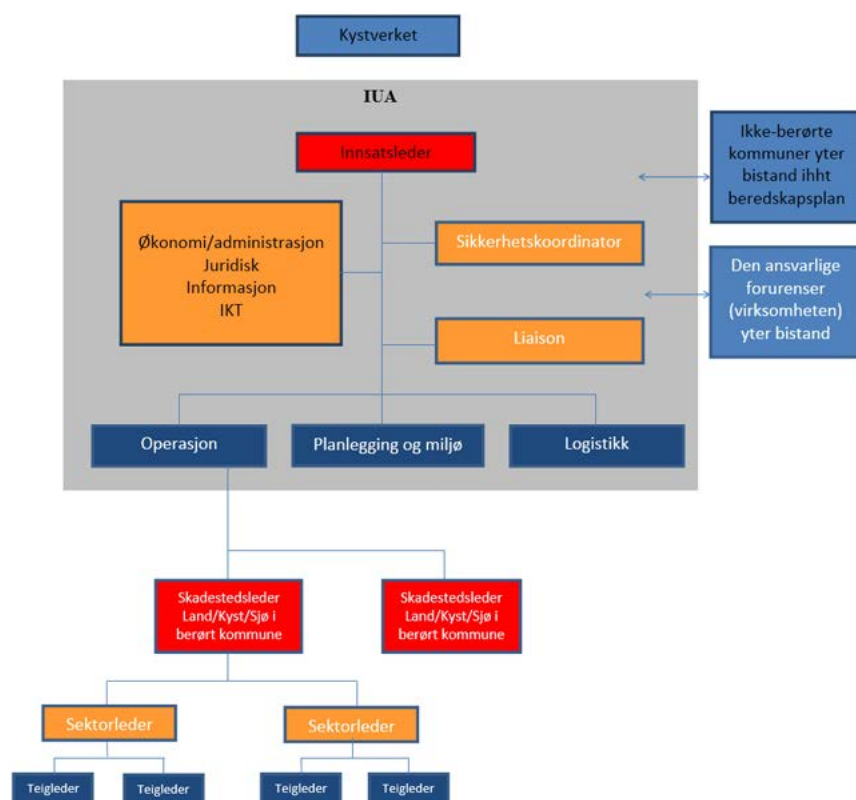 Kystverket
IUA
Innsatsleder
Ikke-berørte
kommuner yter
bistand ihht
beredskapsplan
Økonomi/administrasjon
Juridisk
Informasjon
IKT
Sikkerhetskoordinator
Den ansvarlige
forurenser
(virksomheten)
yter bistand
Liaison
Operasjon
Planlegging og miljø
Logistikk
Skadestedsleder
Land/Kyst/Sjø i
berørt kommune
Skadestedsleder
Land/Kyst/Sjø i
berørt kommune
Sektorleder
Sektorleder
Teigleder
Teigleder
Teigleder
Teigleder